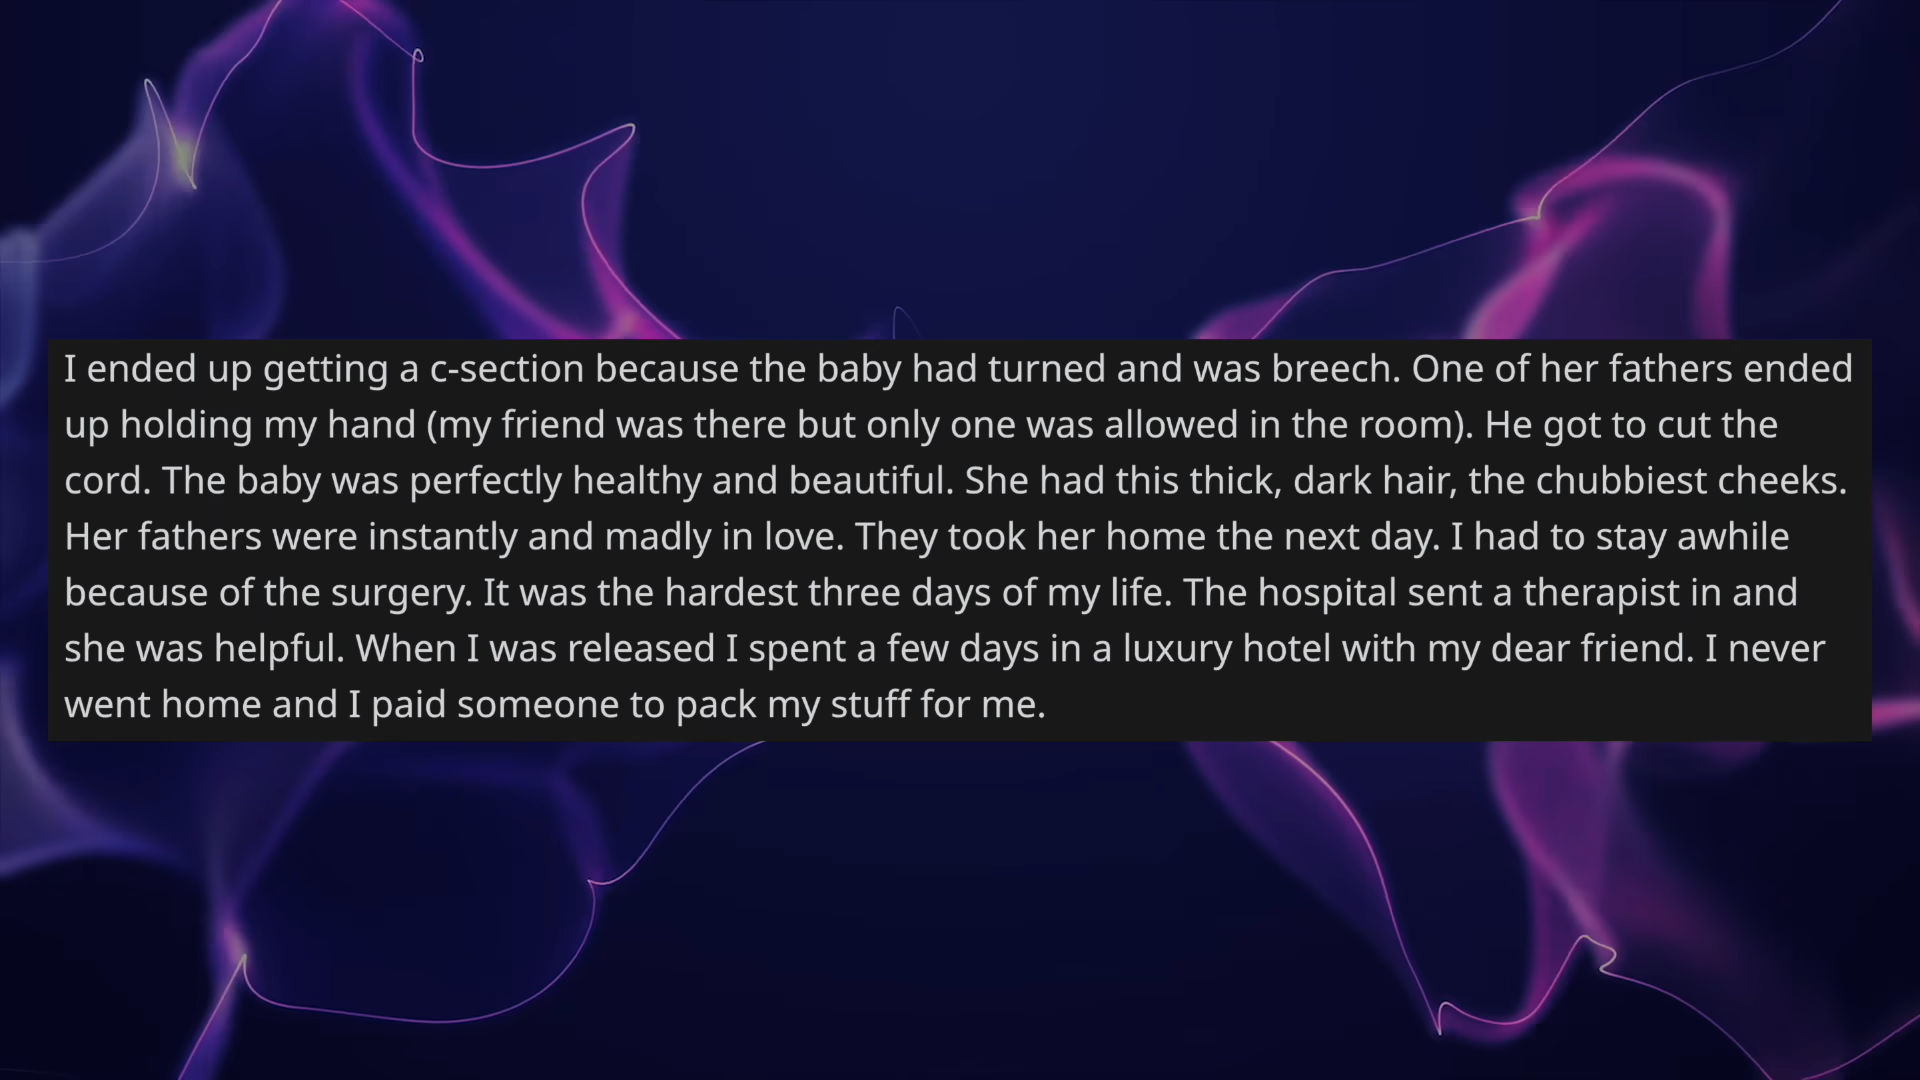 I ended up getting a c-section because the baby had turned and was breech. One of her fathers ended
up holding my hand (my friend was there but only one was allowed in the room). He got to cut the
cord. The baby was perfectly healthy and beautiful. She had this thick, dark hair, the chubbiest cheeks.
Her fathers were instantly and madly in love. They took her home the next day. I had to stay awhile
because of the surgery. It was the hardest three days of my life. The hospital sent a therapist in and
she was helpful. When I was released I spent a few days in a luxury hotel with my dear friend. I never
went home and I paid someone to pack my stuff for me.